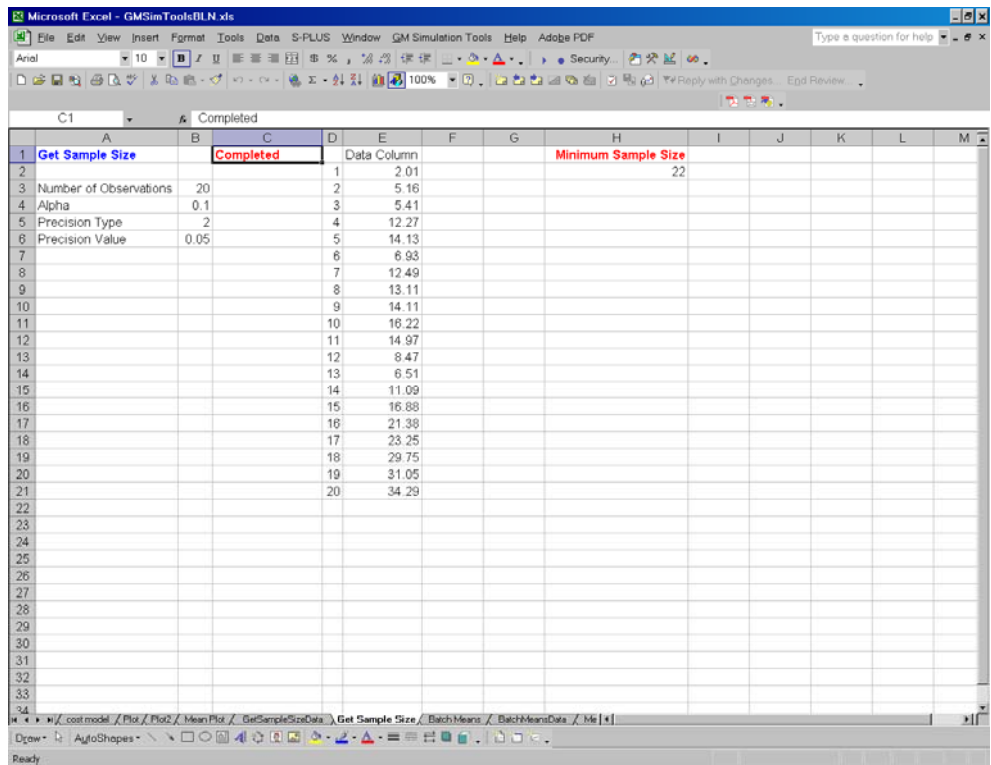 Microsoft Excel - GMSimToolsBLN.xls
File Edit View Insert Format Tools Data S-PLUS Window GM Simulation Tools Help Adobe PDF Type a question for help
Arial 10 B I U $ % , Security...
100% Reply with Changes... End Review...
C1 fx Completed
A B C D E F G H I J K L M
1 Get Sample Size Completed Data Column Minimum Sample Size
2 1 2.01 22
3 Number of Observations 20 2 5.16
4 Alpha 0.1 3 5.41
5 Precision Type 2 4 12.27
6 Precision Value 0.05 5 14.13
7 6 6.93
8 7 12.49
9 8 13.11
10 9 14.11
11 10 16.22
12 11 14.97
13 12 8.47
14 13 6.51
15 14 11.09
16 15 16.88
17 16 21.38
18 17 23.25
19 18 29.75
20 19 31.05
21 20 34.29
22
23
24
25
26
27
28
29
30
31
32
33
34
cost model / Plot / Plot2 / Mean Plot / GetSampleSizeData \ Get Sample Size / Batch Means / BatchMeansData / Me
Draw AutoShapes
Ready